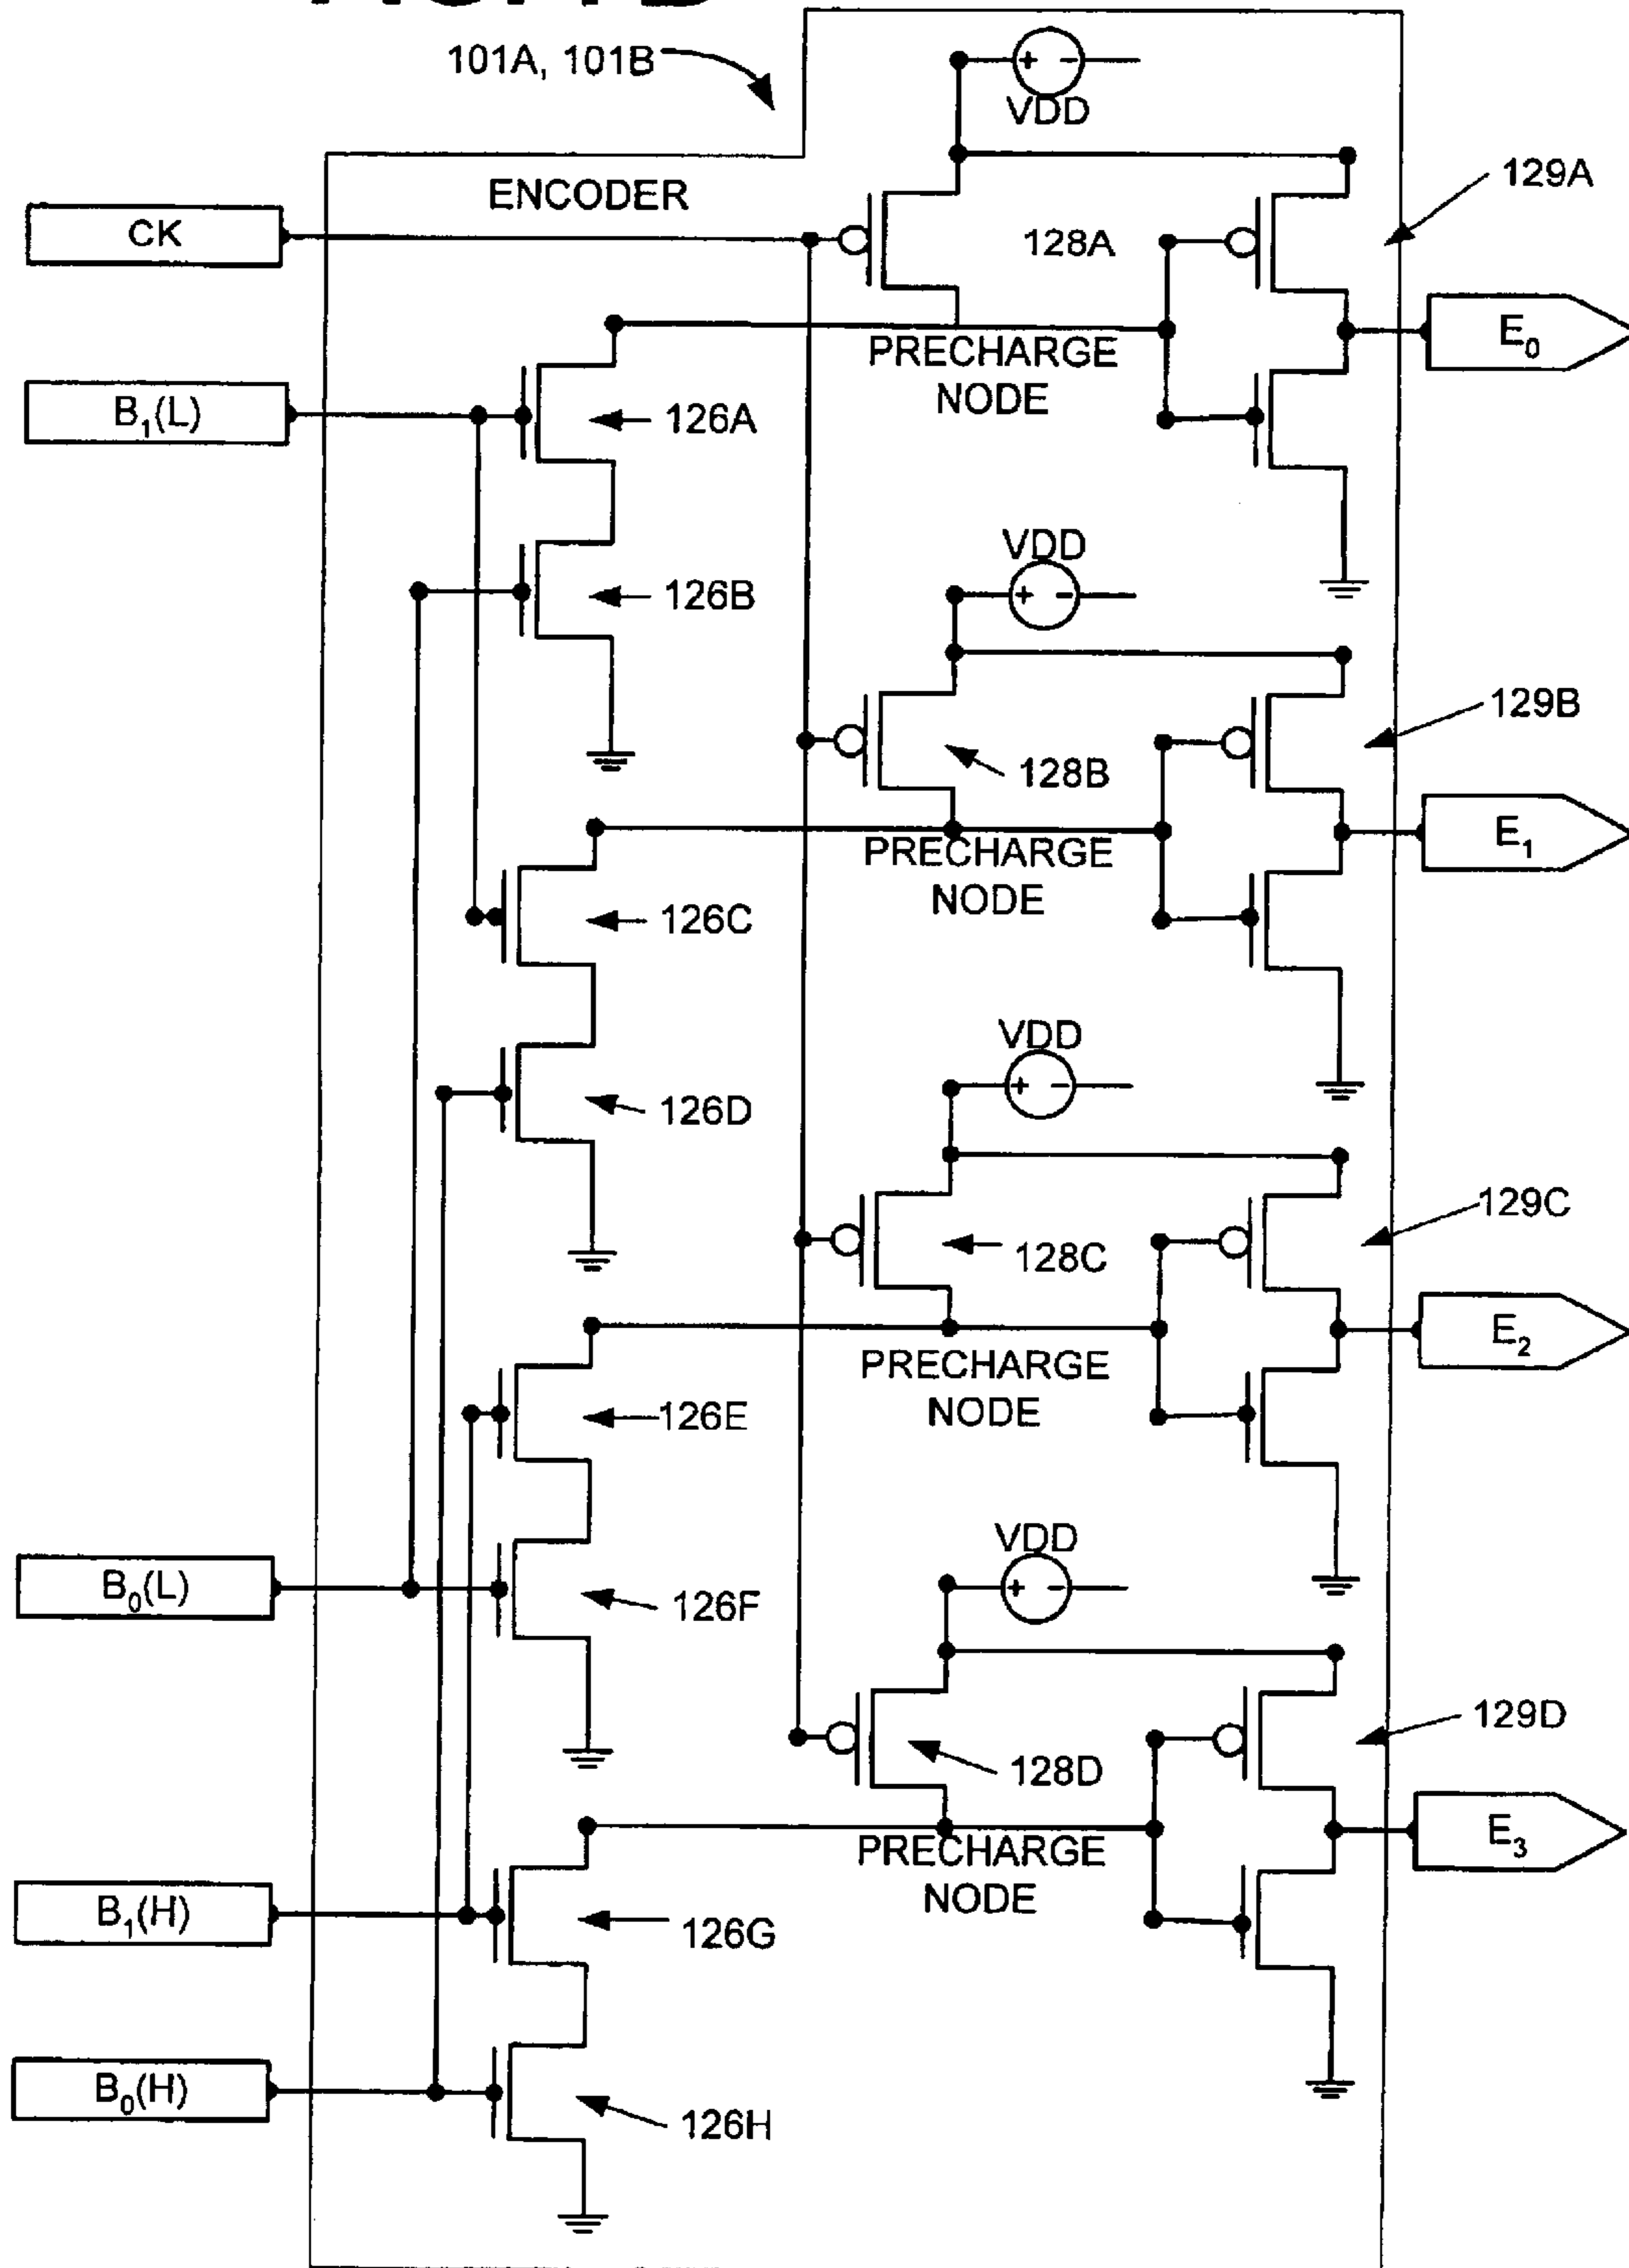 101A, 101B
+ -
VDD
ENCODER
129A
CK
128A
E₀
PRECHARGE
NODE
B₁(L)
126A
VDD
+ -
126B
129B
128B
E₁
PRECHARGE
NODE
126C
VDD
+ -
126D
129C
128C
E₂
PRECHARGE
NODE
126E
VDD
+ -
B₀(L)
126F
129D
128D
E₃
PRECHARGE
NODE
B₁(H)
126G
B₀(H)
126H